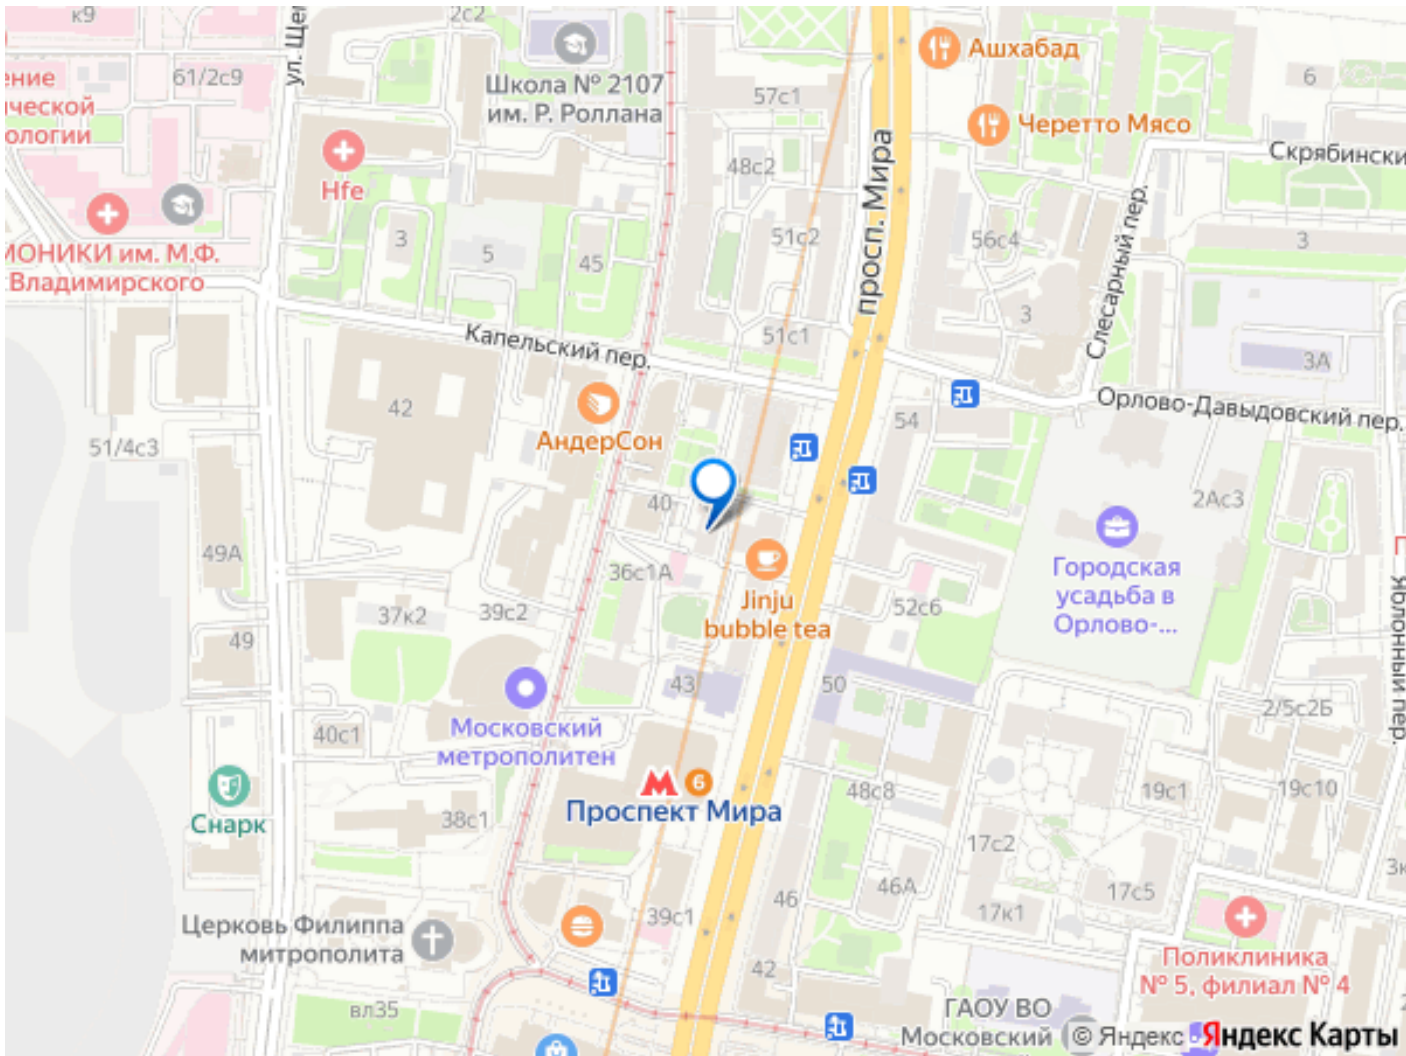 к9
2с2
ул. Щеп
61/2с9
ение
ической
ологии
Школа № 2107
им. Р. Роллана
57с1
Ашхабад
6
Черетто Мясо
Скрябински
Hfe
48с2
просп. Мира
Слесарный пер.
МОНИКИ им. М.Ф.
Владимирского
3
5
45
51с2
56с4
3
3
51с1
3А
Капельский пер.
42
АндерСон
54
Орлово-Давыдовский пер.
51/4с3
40
2Ас3
49А
36с1А
Jinju
bubble tea
52с6
Городская
усадьба в
Орлово-...
Яблонный пер.
37к2
39с2
49
43
50
2/5с2Б
Московский
метрополитен
40с1
6
Проспект Мира
48с8
19с1
19с10
Снарк
38с1
17с2
46А
17с5
46
17к1
39с1
Церковь Филиппа
митрополита
42
Поликлиника
№ 5, филиал № 4
вл35
ГАОУ ВО
Московский
© Яндекс
Яндекс Карты